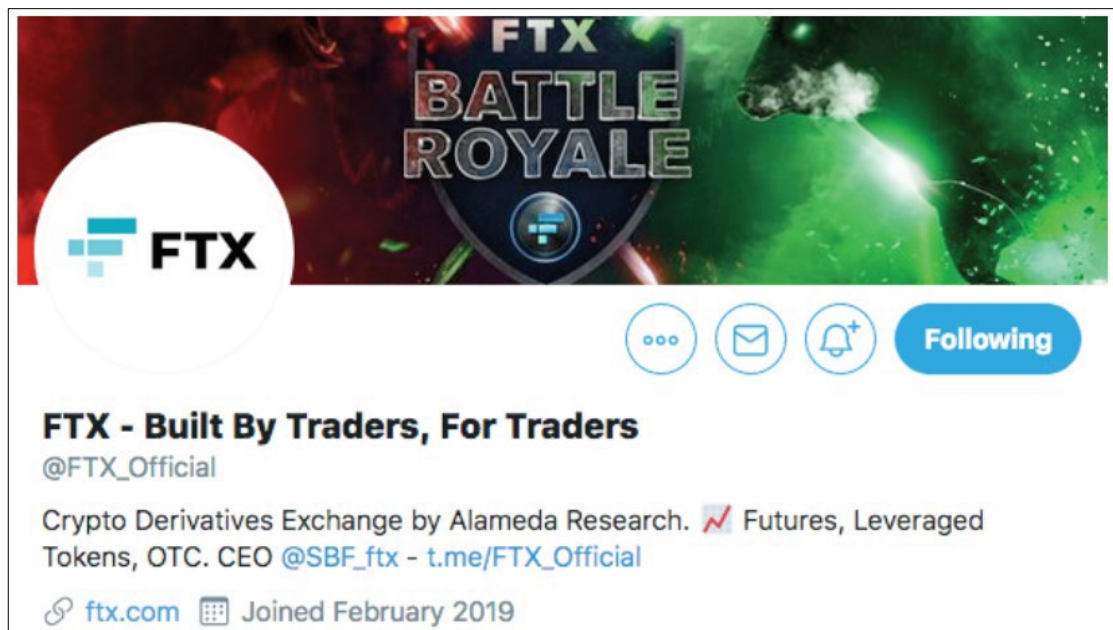 FTX
BATTLE
ROYALE
FTX
Following
FTX - Built By Traders, For Traders
@FTX_Official
Crypto Derivatives Exchange by Alameda Research. 📈 Futures, Leveraged
Tokens, OTC. CEO @SBF_ftx - t.me/FTX_Official
ftx.com Joined February 2019